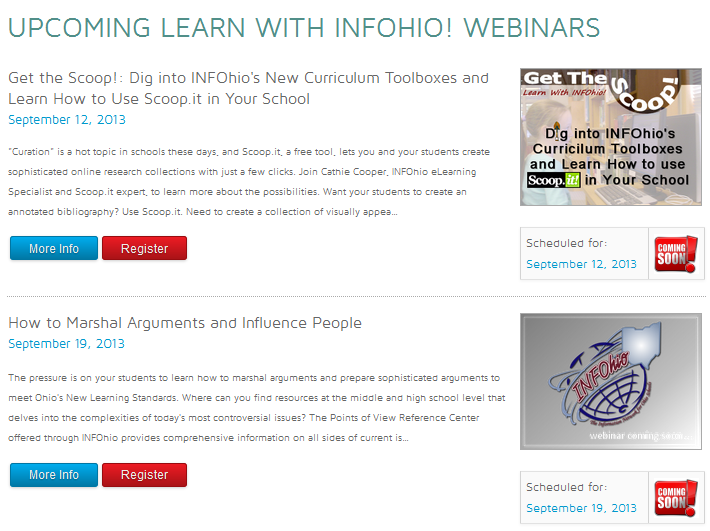 UPCOMING LEARN WITH INFOHIO! WEBINARS
Get the Scoop!: Dig into INFOhio's New Curriculum Toolboxes and
Learn How to Use Scoop.it in Your School
September 12, 2013
"Curation" is a hot topic in schools these days, and Scoop.it, a free tool, lets you and your students create
sophisticated online research collections with just a few clicks. Join Cathie Cooper, INFOhio eLearning
Specialist and Scoop.it expert, to learn more about the possibilities. Want your students to create an
annotated bibliography? Use Scoop.it. Need to create a collection of visually appea...
More Info Register
Get The Scoop!
Learn With INFOhio!
Dig into INFOhio's
Curricilum Toolboxes
and Learn How to use
Scoop.it! in Your School
Scheduled for:
September 12, 2013
COMING
SOON!
How to Marshal Arguments and Influence People
September 19, 2013
The pressure is on your students to learn how to marshal arguments and prepare sophisticated arguments to
meet Ohio's New Learning Standards. Where can you find resources at the middle and high school level that
delves into the complexities of today's most controversial issues? The Points of View Reference Center
offered through INFOhio provides comprehensive information on all sides of current is...
More Info Register
INFOhio
The Information Network for Ohio Schools
webinar coming soon...
Scheduled for:
September 19, 2013
COMING
SOON!